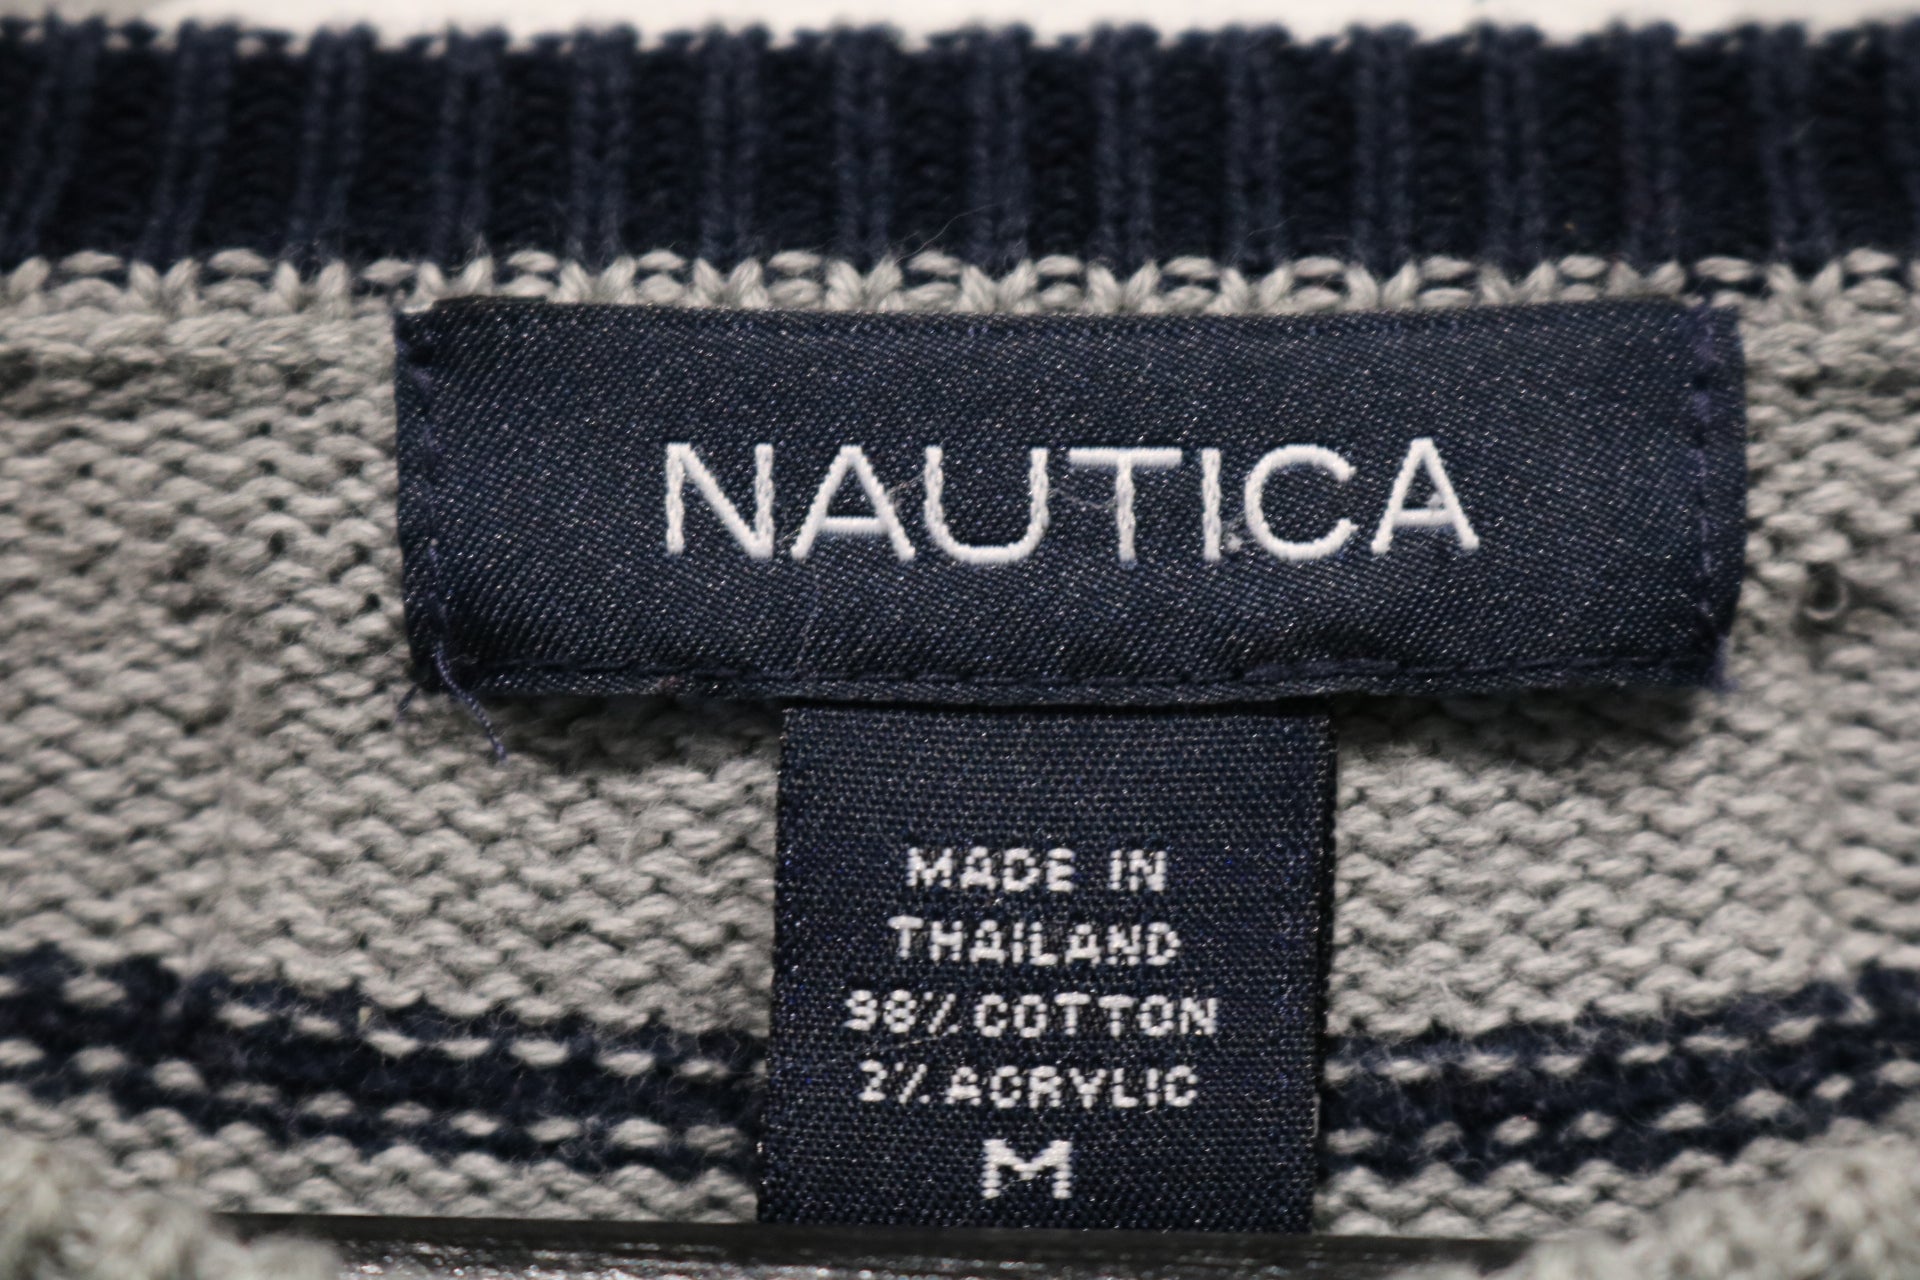 NAUTICA
MADE IN
THAILAND
98% COTTON
2% ACRYLIC
M